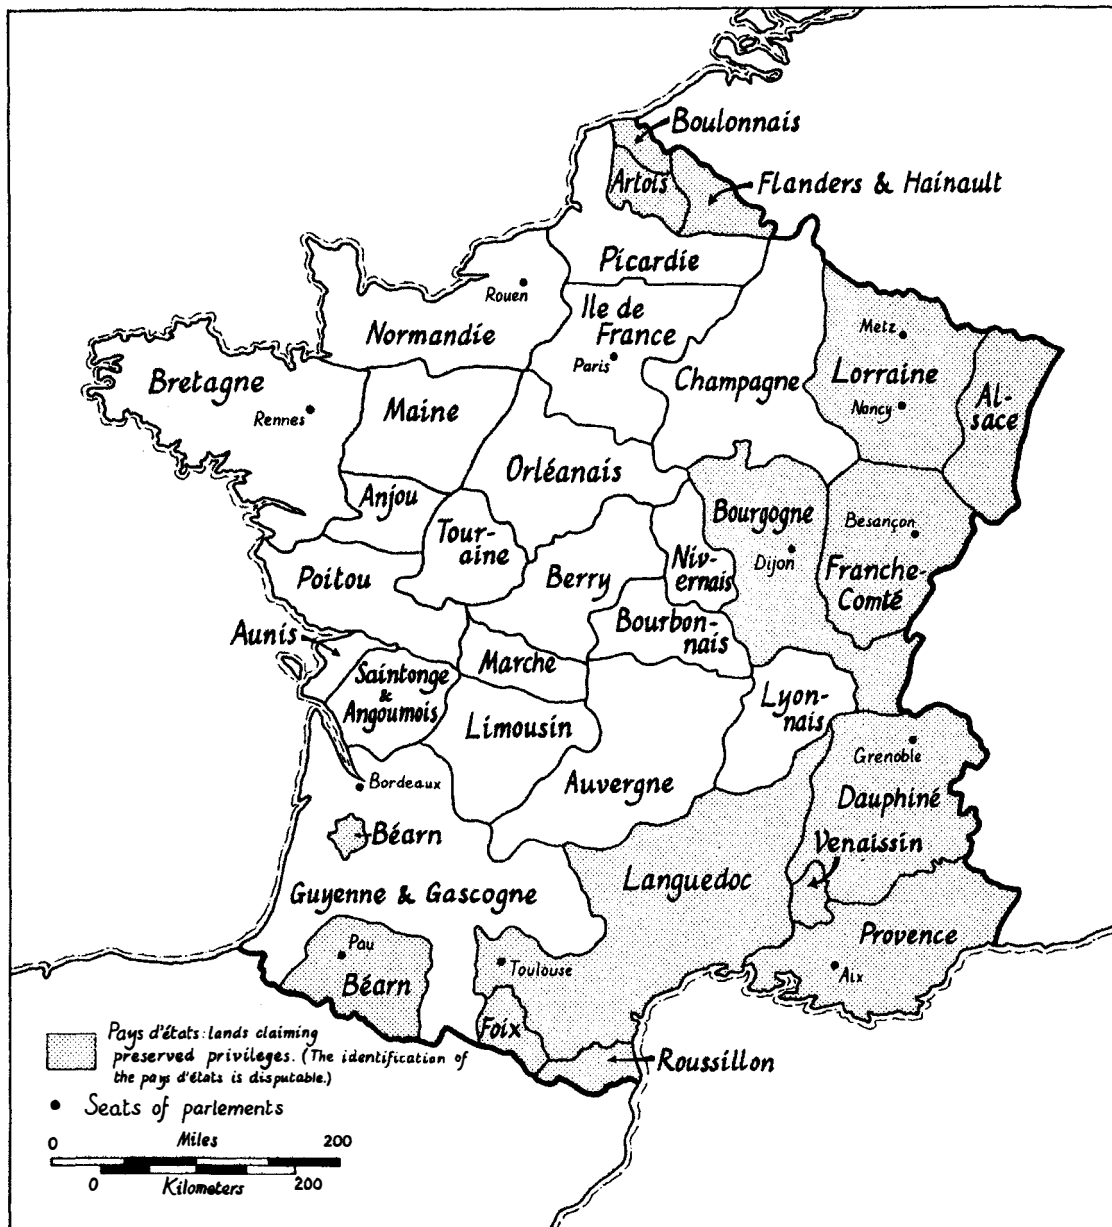 Boulonnais
Artois
Flanders & Hainault
Picardie
Rouen
Ile de
France
Paris
Normandie
Metz
Lorraine
Nancy
Al-
sace
Champagne
Bretagne
Rennes
Maine
Orléanais
Anjou
Tour-
aine
Bourgogne
Dijon
Besançon
Franche-
Comté
Niv-
ernais
Berry
Poitou
Bourbon-
nais
Aunis
Marche
Saintonge
&
Angoumois
Limousin
Lyon-
nais
Auvergne
Grenoble
Dauphiné
Bordeaux
Béarn
Venaissin
Languedoc
Guyenne & Gascogne
Provence
Aix
Pau
Béarn
Toulouse
Foix
Roussillon
Pays d'états: lands claiming
preserved privileges. (The identification of
the pays d'états is disputable.)
Seats of parlements
0 Miles 200
0 Kilometers 200